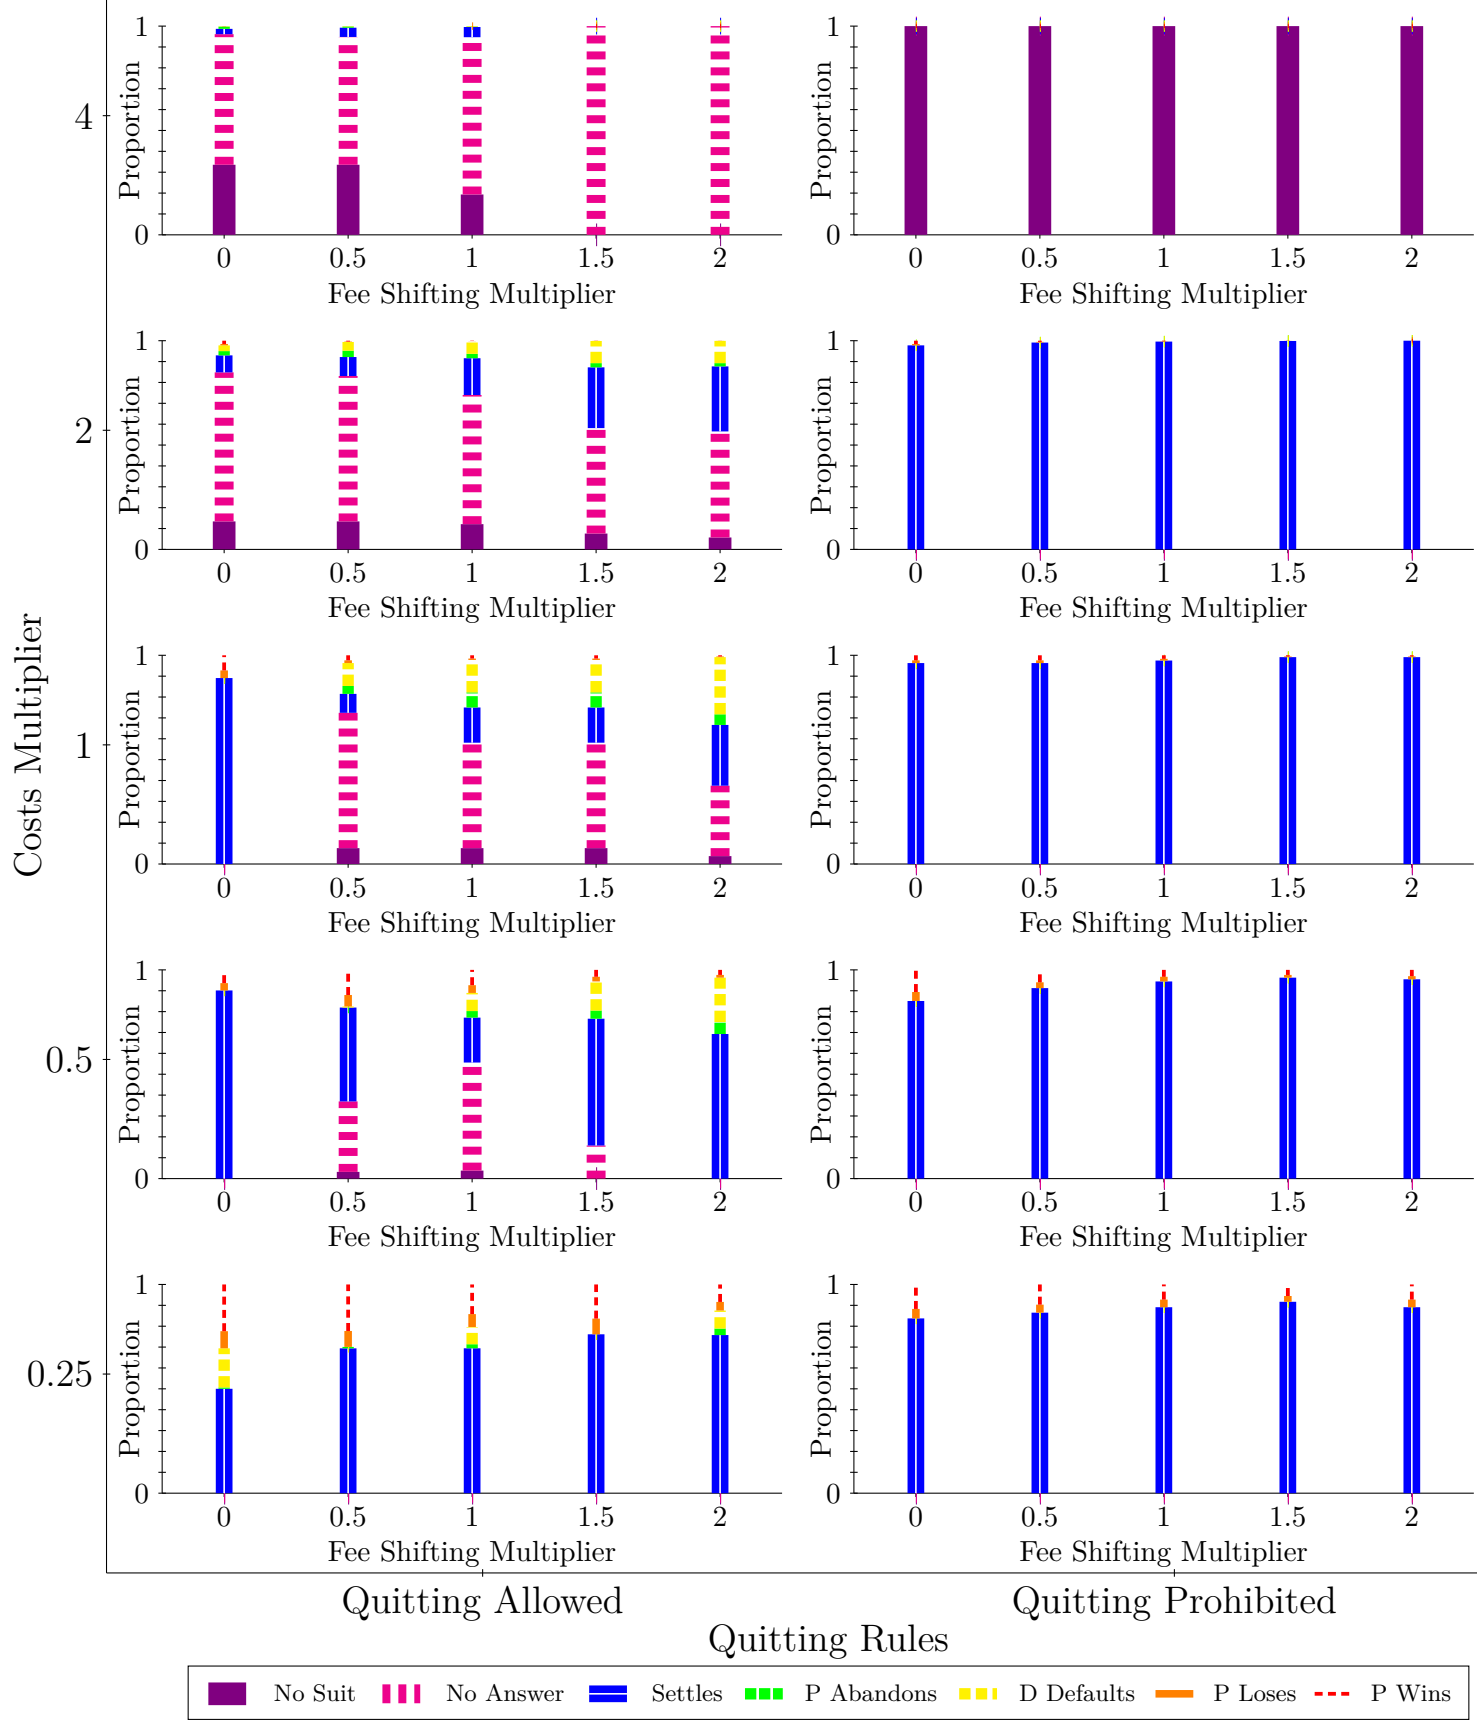 Costs Multiplier
4
Proportion
1
0
0 0.5 1 1.5 2
Fee Shifting Multiplier
Proportion
1
0
0 0.5 1 1.5 2
Fee Shifting Multiplier
2
Proportion
1
0
0 0.5 1 1.5 2
Fee Shifting Multiplier
Proportion
1
0
0 0.5 1 1.5 2
Fee Shifting Multiplier
1
Proportion
1
0
0 0.5 1 1.5 2
Fee Shifting Multiplier
Proportion
1
0
0 0.5 1 1.5 2
Fee Shifting Multiplier
0.5
Proportion
1
0
0 0.5 1 1.5 2
Fee Shifting Multiplier
Proportion
1
0
0 0.5 1 1.5 2
Fee Shifting Multiplier
0.25
Proportion
1
0
0 0.5 1 1.5 2
Fee Shifting Multiplier
Proportion
1
0
0 0.5 1 1.5 2
Fee Shifting Multiplier
Quitting Allowed Quitting Prohibited
Quitting Rules
No Suit No Answer Settles P Abandons D Defaults P Loses P Wins